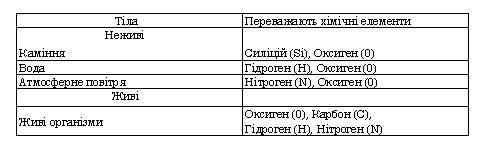 Тіла Переважають хімічні елементи
Неживі
Каміння Силіцій (Si), Оксиген (0)
Вода Гідроген (H), Оксиген (0)
Атмосферне повітря Нітроген (N), Оксиген (0)
Живі
Оксиген (0), Карбон (C),
Живі організми
Гідроген (H), Нітроген (N)